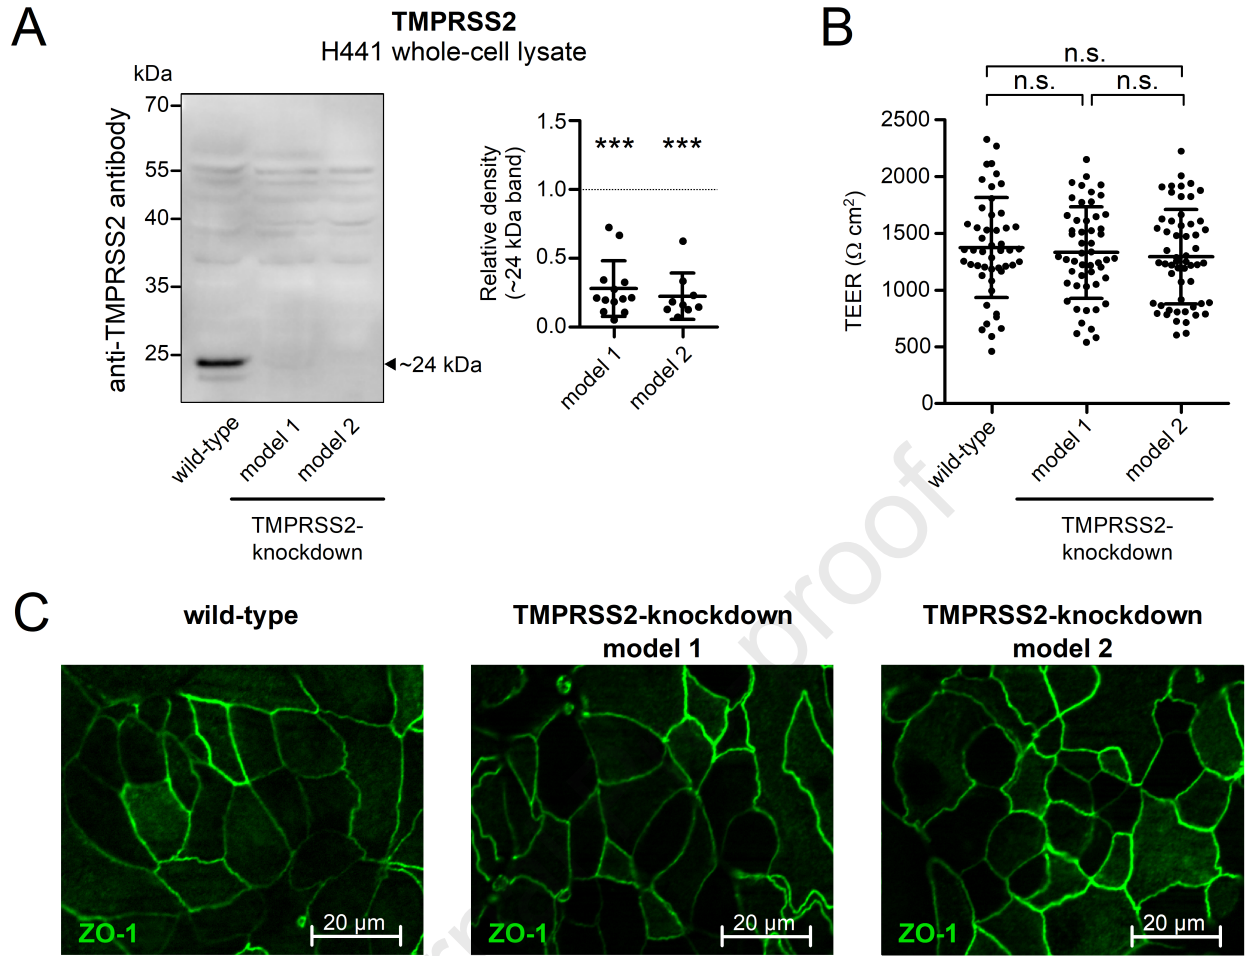 A
TMPRSS2
H441 whole-cell lysate
kDa
70
55
40
35
25
anti-TMPRSS2 antibody
~24 kDa
wild-type
model 1
model 2
TMPRSS2-
knockdown
Relative density
(~24 kDa band)
1.5
1.0
0.5
0.0
***
***
model 1
model 2
B
n.s.
n.s.
n.s.
TEER (Ω cm²)
2500
2000
1500
1000
500
0
wild-type
model 1
model 2
TMPRSS2-
knockdown
proof
C
wild-type
TMPRSS2-knockdown
model 1
TMPRSS2-knockdown
model 2
ZO-1
20 µm
ZO-1
20 µm
ZO-1
20 µm